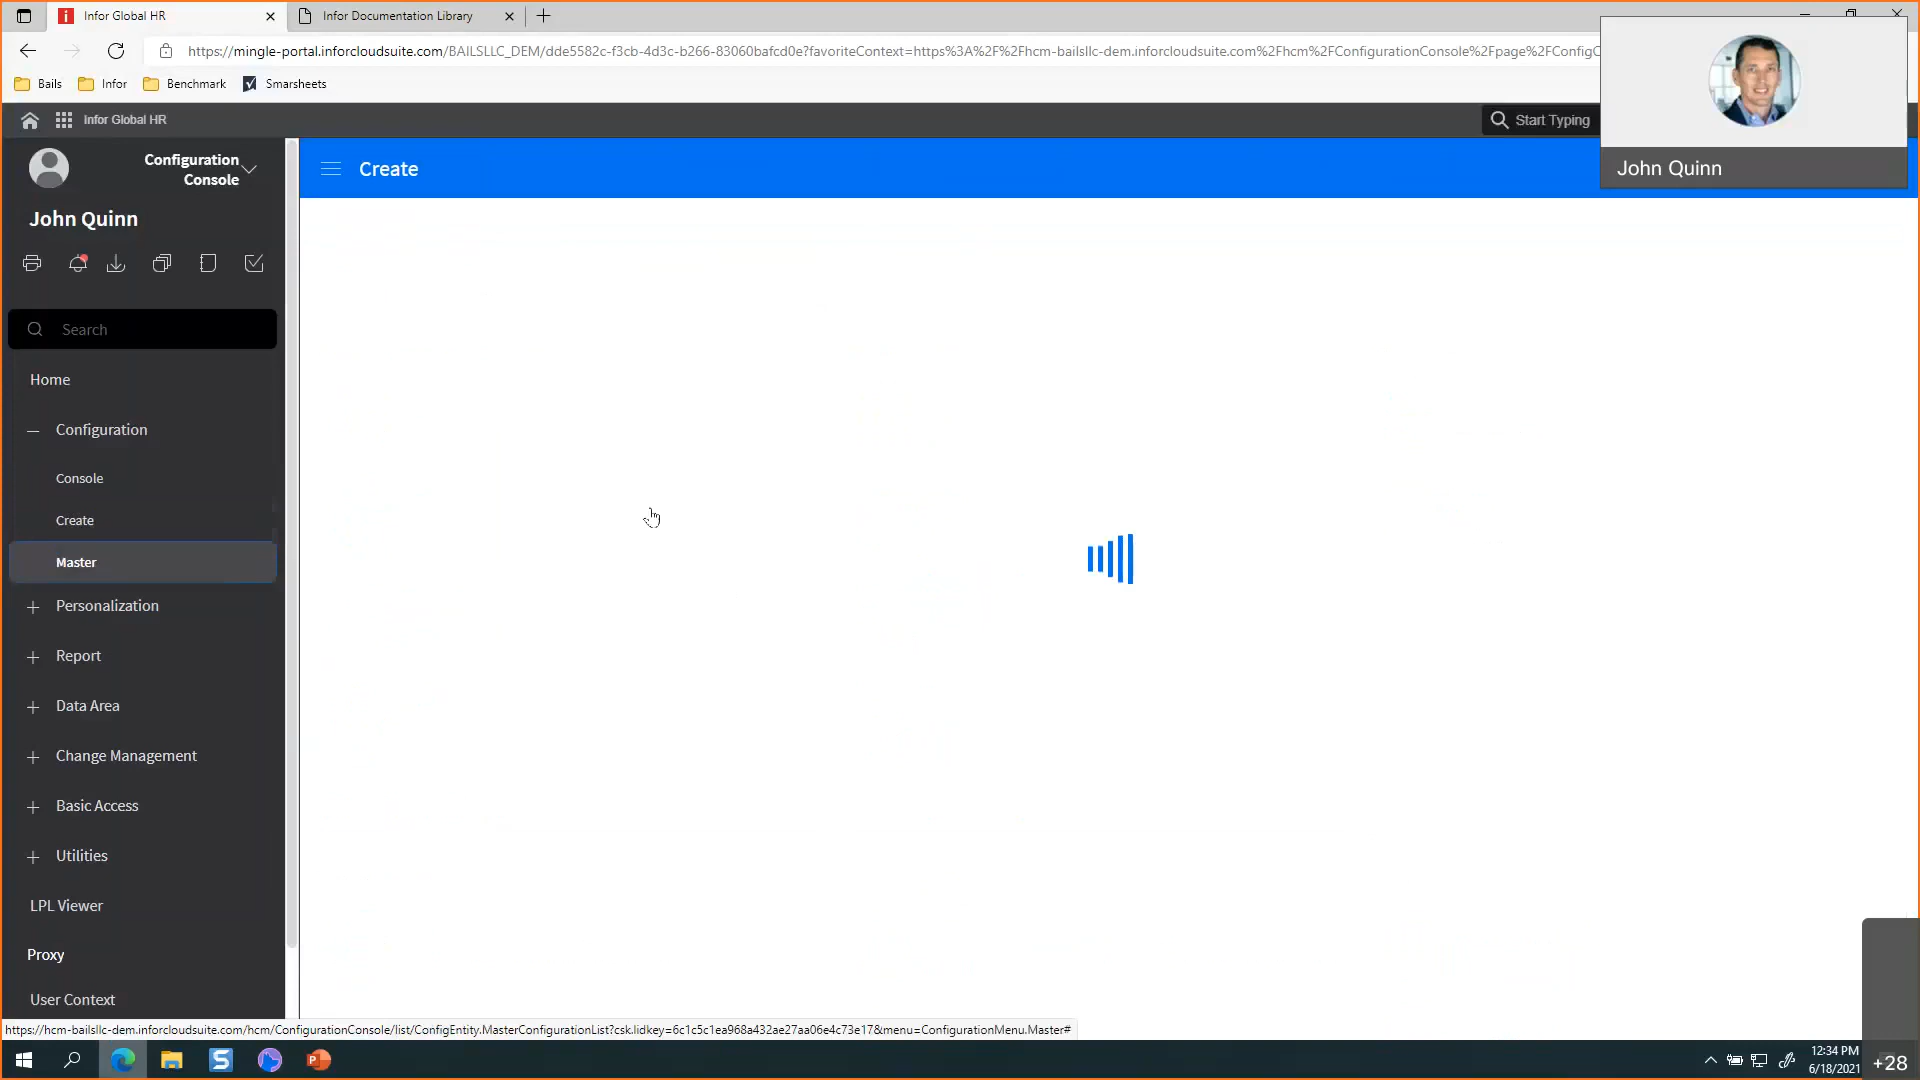 Infor Global HR
Infor Documentation Library
https://mingle-portal.inforcloudsuite.com/BAILSLLC_DEM/dde5582c-f3cb-4d3c-b266-83060bafcd0e?favoriteContext=https%3A%2F%2Fhcm-bailsllc-dem.inforcloudsuite.com%2Fhcm%2FConfigurationConsole%2Fpage%2FConfigC
Bails
Infor
Benchmark
Smarsheets
Infor Global HR
Start Typing
John Quinn
Configuration
Console
Create
John Quinn
Search
Home
Configuration
Console
Create
Master
Personalization
Report
Data Area
Change Management
Basic Access
Utilities
LPL Viewer
Proxy
User Context
https://hcm-bailsllc-dem.inforcloudsuite.com/hcm/ConfigurationConsole/list/ConfigEntity.MasterConfigurationList?csk.lidkey=6c1c5c1ea968a432ae27aa06e4c73e17&menu=ConfigurationMenu.Master#
12:34 PM
6/18/2021
+28